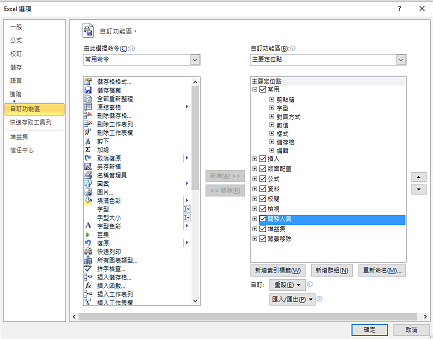 Excel 選項
一般
公式
校訂
儲存
語言
進階
自訂功能區
快速存取工具列
增益集
信任中心
自訂功能區。
由此選擇命令(C):
常用命令
儲存格格式...
儲存檔案
全部重新整理
凍結窗格
刪除儲存格...
刪除工作表列
刪除工作表欄
剪下
加總
取消復原
另存新檔
名稱管理員
圖案
圖片...
填滿色彩
字型
字型大小
字型色彩
巨集
復原
快速列印
所有圖表類型...
拼字檢查...
插入儲存格...
插入函數...
插入工作表列
插入工作表欄
新增(A) >>
<< 移除(R)
自訂功能區(B):
主要定位點
主要定位點
常用
剪貼簿
字型
對齊方式
數值
樣式
儲存格
編輯
插入
版面配置
公式
資料
校閱
檢視
開發人員
增益集
背景移除
新增索引標籤(W)
新增群組(N)
重新命名(M)...
自訂:
重設(E)
匯入/匯出(P)
確定
取消